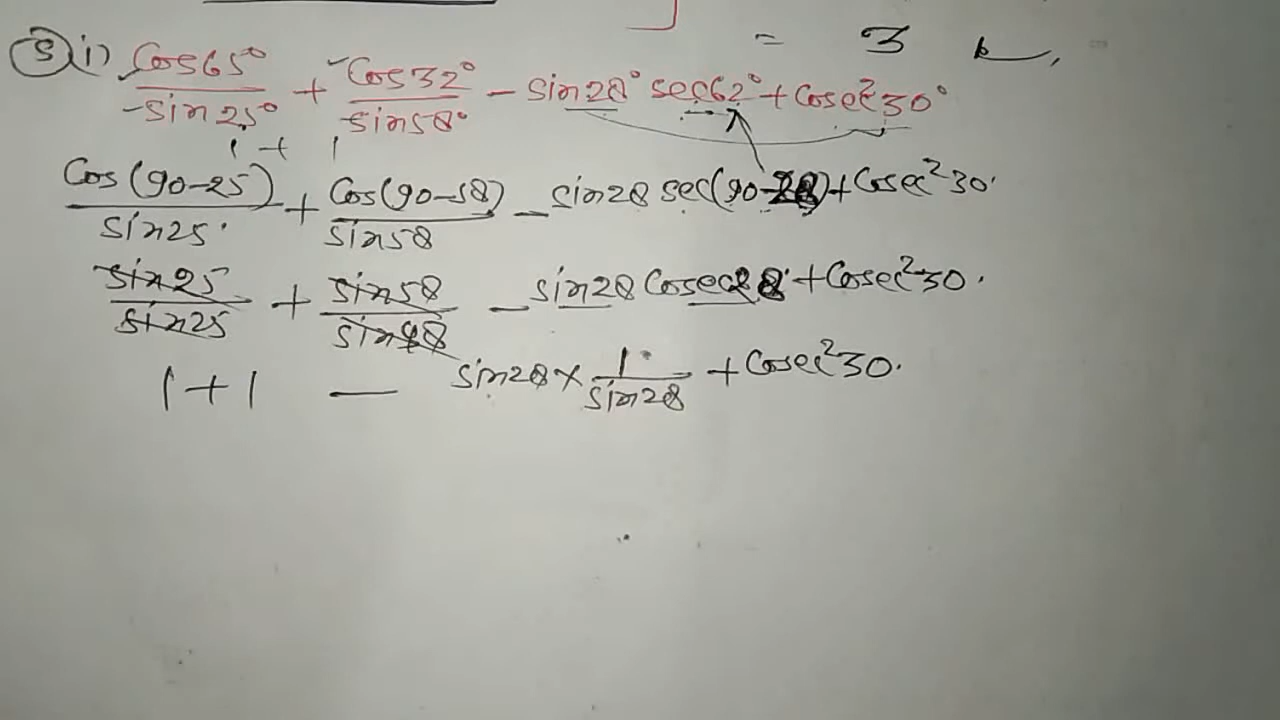 = 3
5 i) Cos65°/sin25° + Cos32°/sin58° - sin28° sec62° + Cosec²30°
1 + 1
Cos(90-25)/sin25 + Cos(90-58)/sin58 - sin28 sec(90-28) + Cosec²30.
sin25/sin25 + sin58/sin58 - sin28 Cosec28 + Cosec²30.
1 + 1 - sin28 × 1/sin28 + Cosec²30.